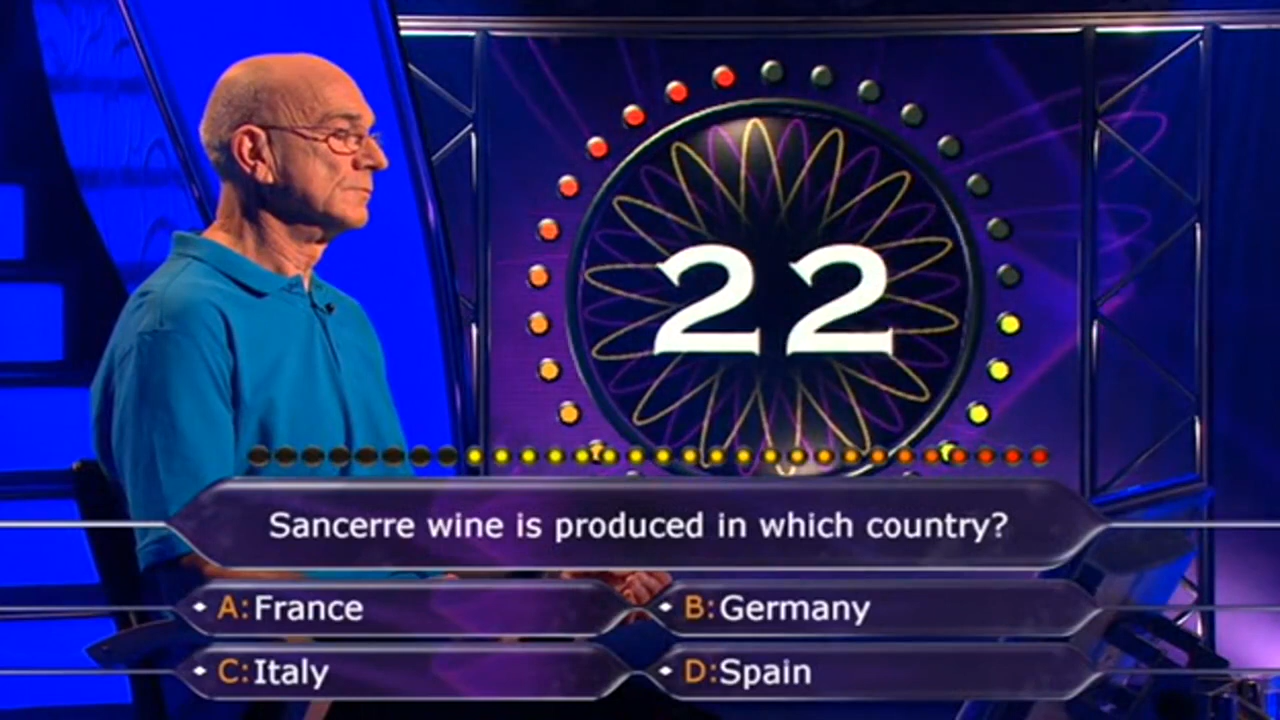 22
Sancerre wine is produced in which country?
A: France
B: Germany
C: Italy
D: Spain